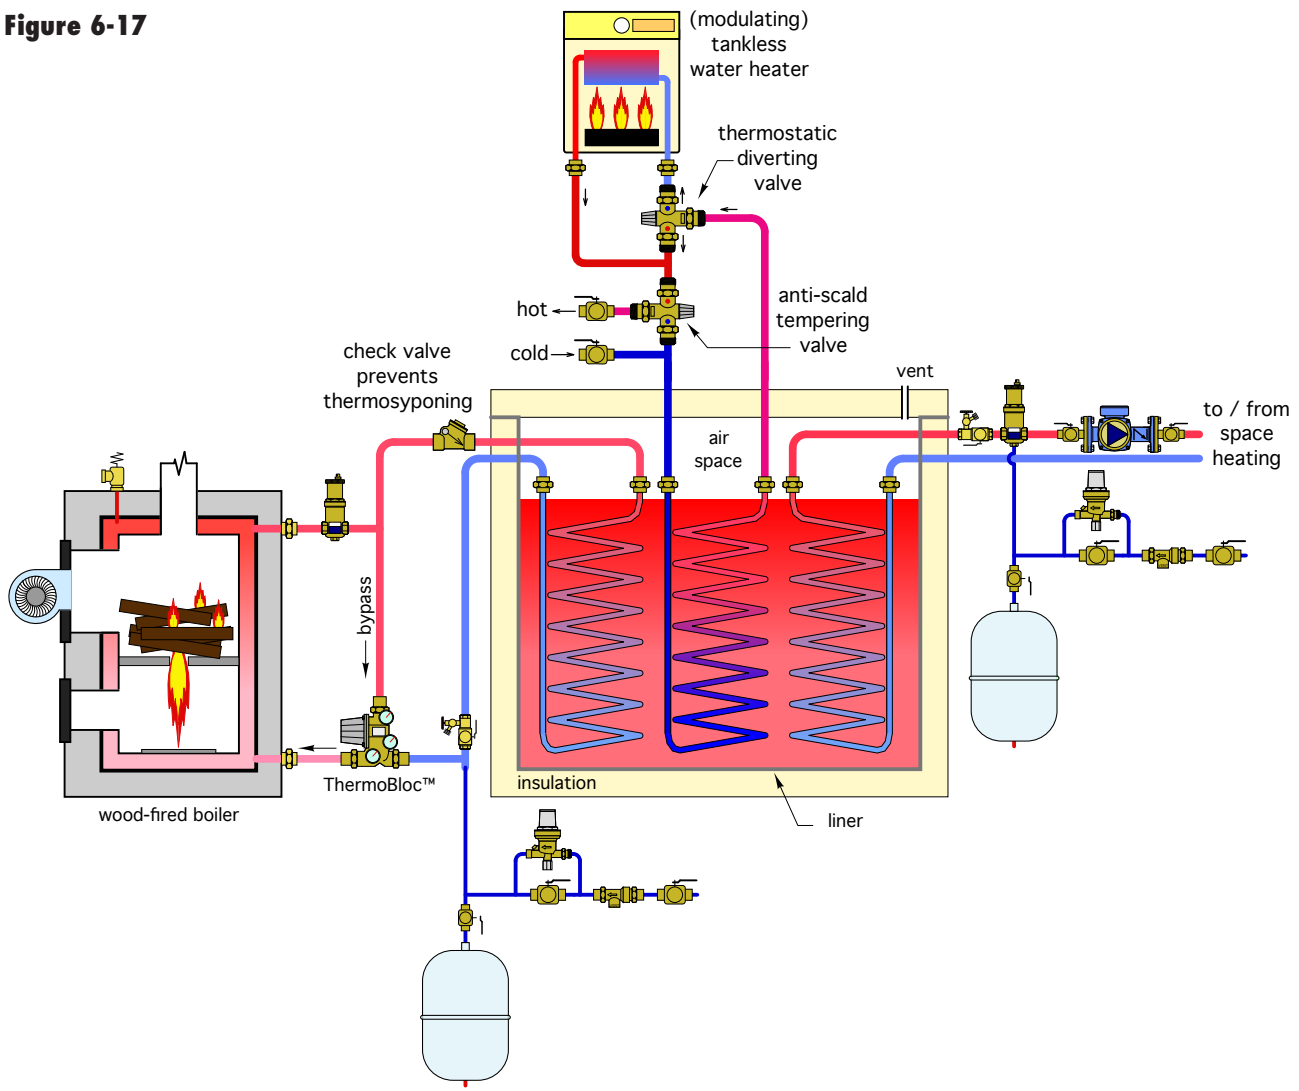 Figure 6-17
(modulating)
tankless
water heater
thermostatic
diverting
valve
hot
cold
anti-scald
tempering
valve
check valve
prevents
thermosyponing
vent
air
space
to / from
space
heating
bypass
ThermoBloc™
insulation
liner
wood-fired boiler